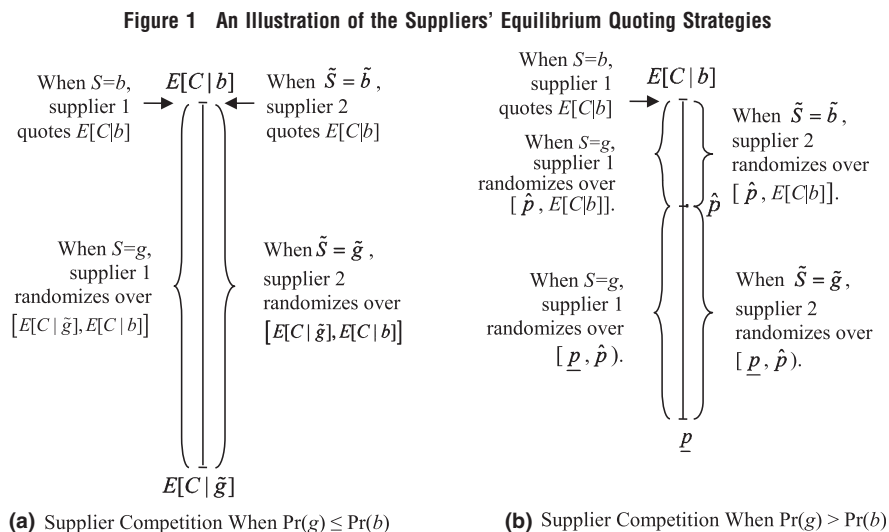 Figure 1 An Illustration of the Suppliers' Equilibrium Quoting Strategies
When S=b,
supplier 1
quotes E[C|b]
E[C|b]
When S̃ = b̃ ,
supplier 2
quotes E[C|b]
When S=g,
supplier 1
randomizes over
[E[C | g̃], E[C | b]]
When S̃ = g̃ ,
supplier 2
randomizes over
[E[C | g̃], E[C | b]]
E[C | g̃]
(a) Supplier Competition When Pr(g) ≤ Pr(b)
When S=b,
supplier 1
quotes E[C|b]
E[C|b]
When S=g,
supplier 1
randomizes over
[ p̂ , E[C|b]].
When S̃ = b̃ ,
supplier 2
randomizes over
[ p̂ , E[C|b]].
p̂
When S=g,
supplier 1
randomizes over
[ p̲ , p̂ ).
When S̃ = g̃,
supplier 2
randomizes over
[ p̲ , p̂ ).
p̲
(b) Supplier Competition When Pr(g) > Pr(b)